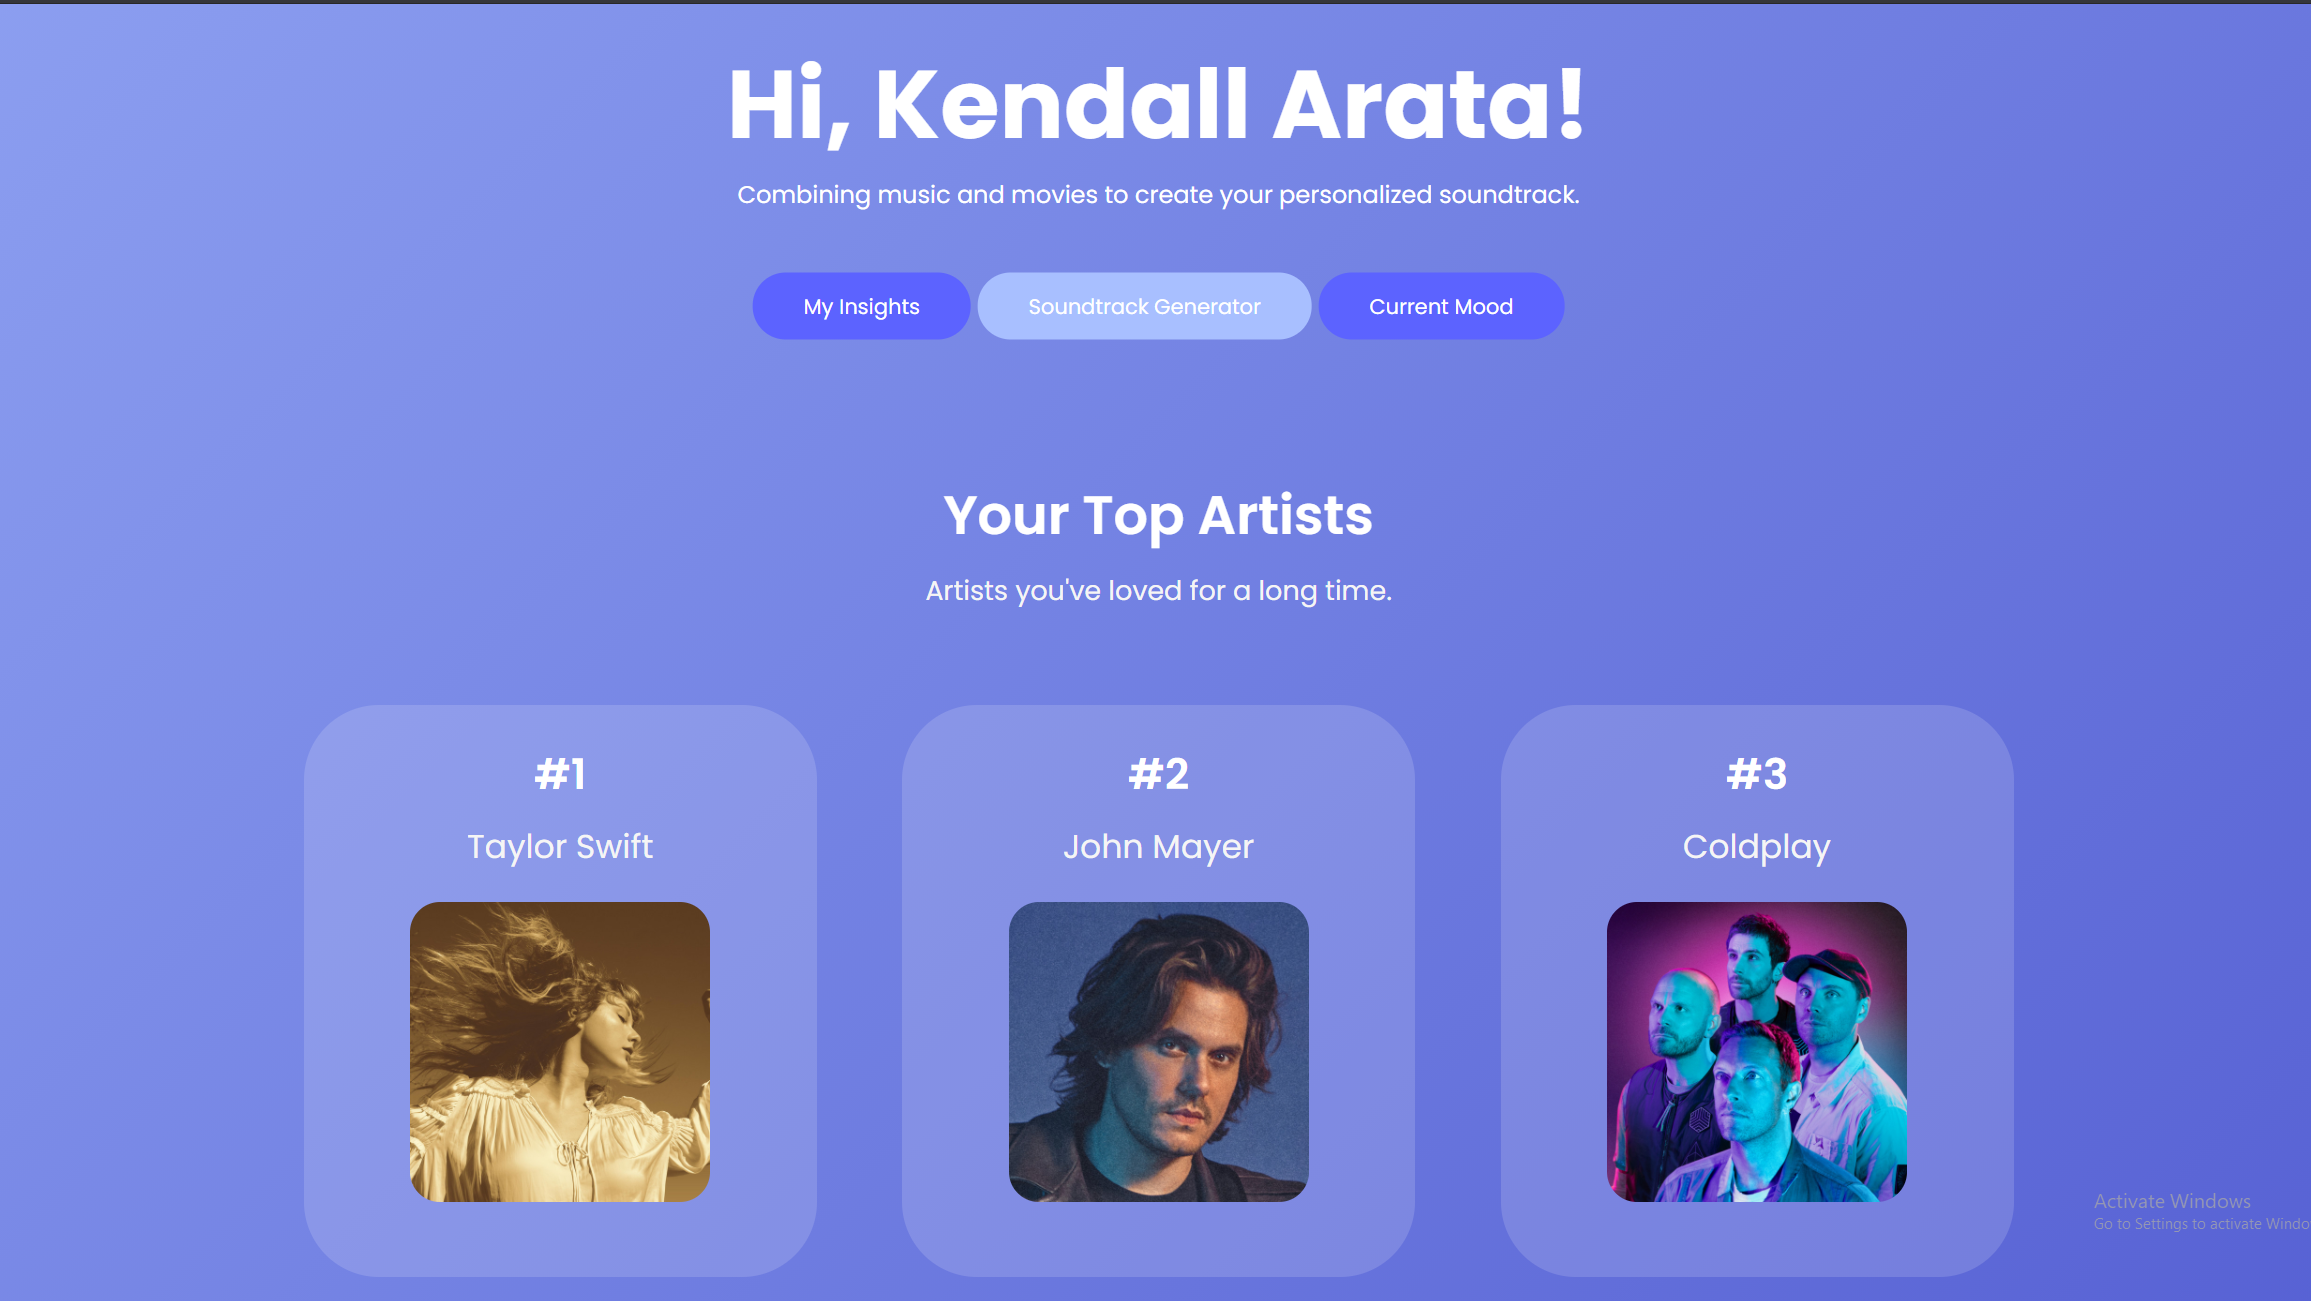 Hi, Kendall Arata!
Combining music and movies to create your personalized soundtrack.
My Insights
Soundtrack Generator
Current Mood
Your Top Artists
Artists you've loved for a long time.
#1
Taylor Swift
#2
John Mayer
#3
Coldplay
Activate Windows
Go to Settings to activate Windo